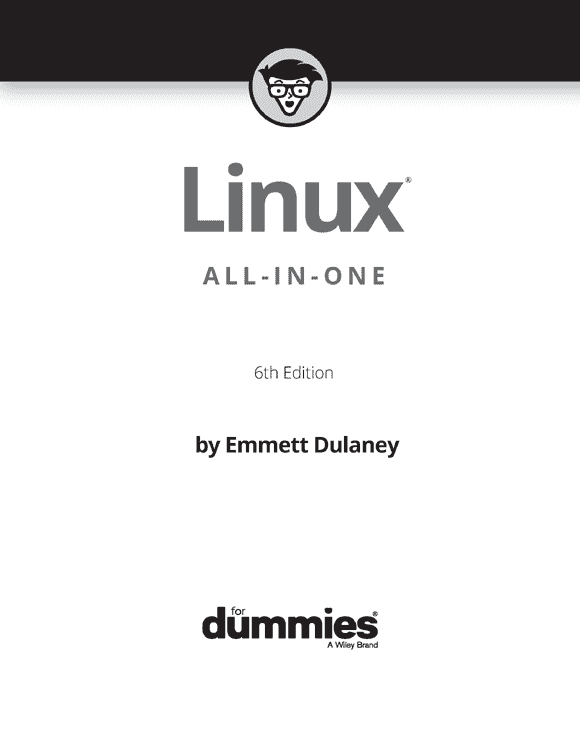 Linux®
ALL-IN-ONE
6th Edition
by Emmett Dulaney
for
dummies®
A Wiley Brand